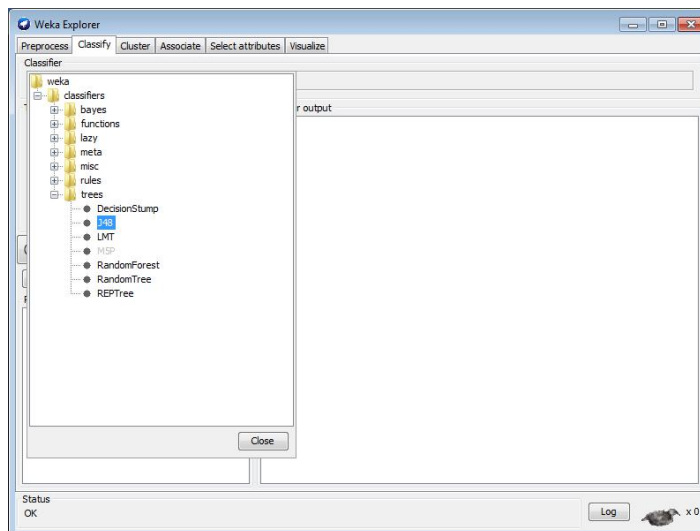 Weka Explorer
Preprocess Classify Cluster Associate Select attributes Visualize
Classifier
weka
classifiers
bayes
functions
lazy
meta
misc
rules
trees
DecisionStump
J48
LMT
M5P
RandomForest
RandomTree
REPTree
r output
Close
Status
OK
Log
x 0